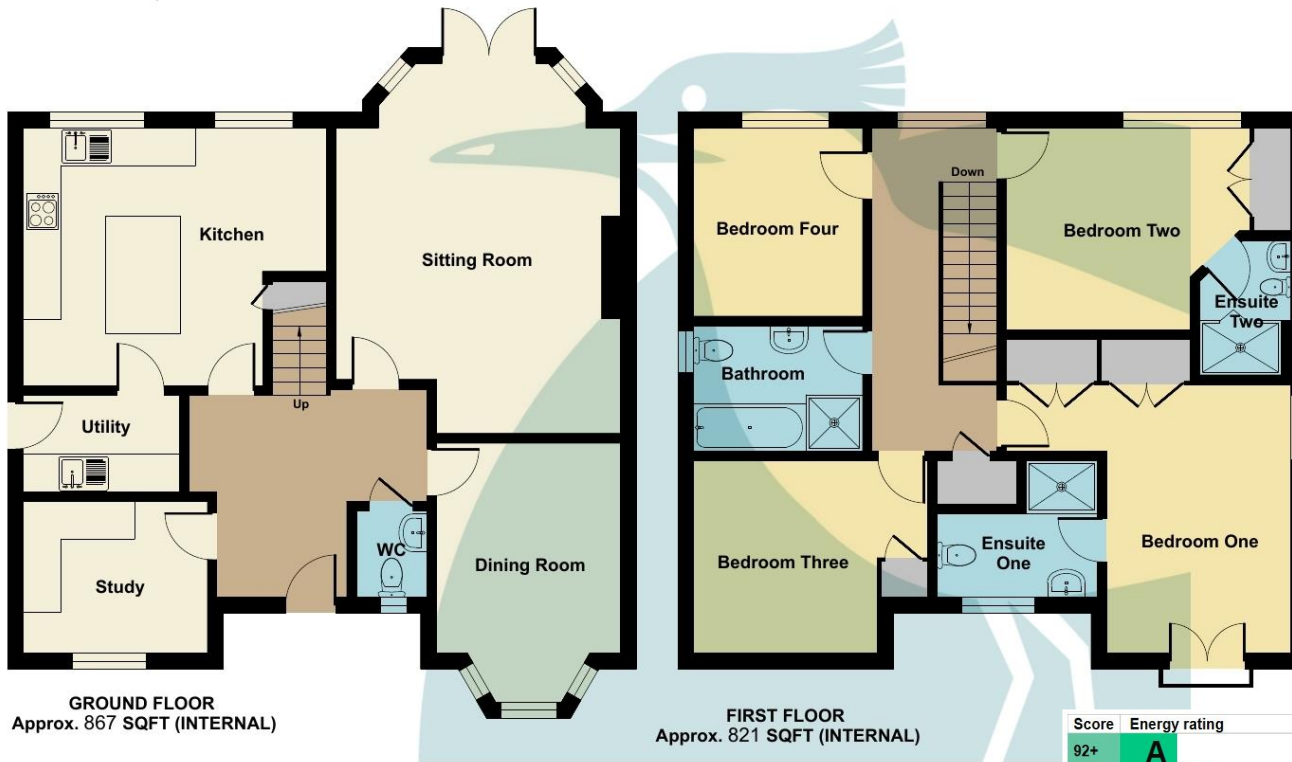 Kitchen
Sitting Room
Up
Utility
Study
WC
Dining Room
GROUND FLOOR
Approx. 867 SQFT (INTERNAL)
Bedroom Four
Down
Bedroom Two
Ensuite
Two
Bathroom
Bedroom Three
Ensuite
One
Bedroom One
FIRST FLOOR
Approx. 821 SQFT (INTERNAL)
Score Energy rating
92+ A